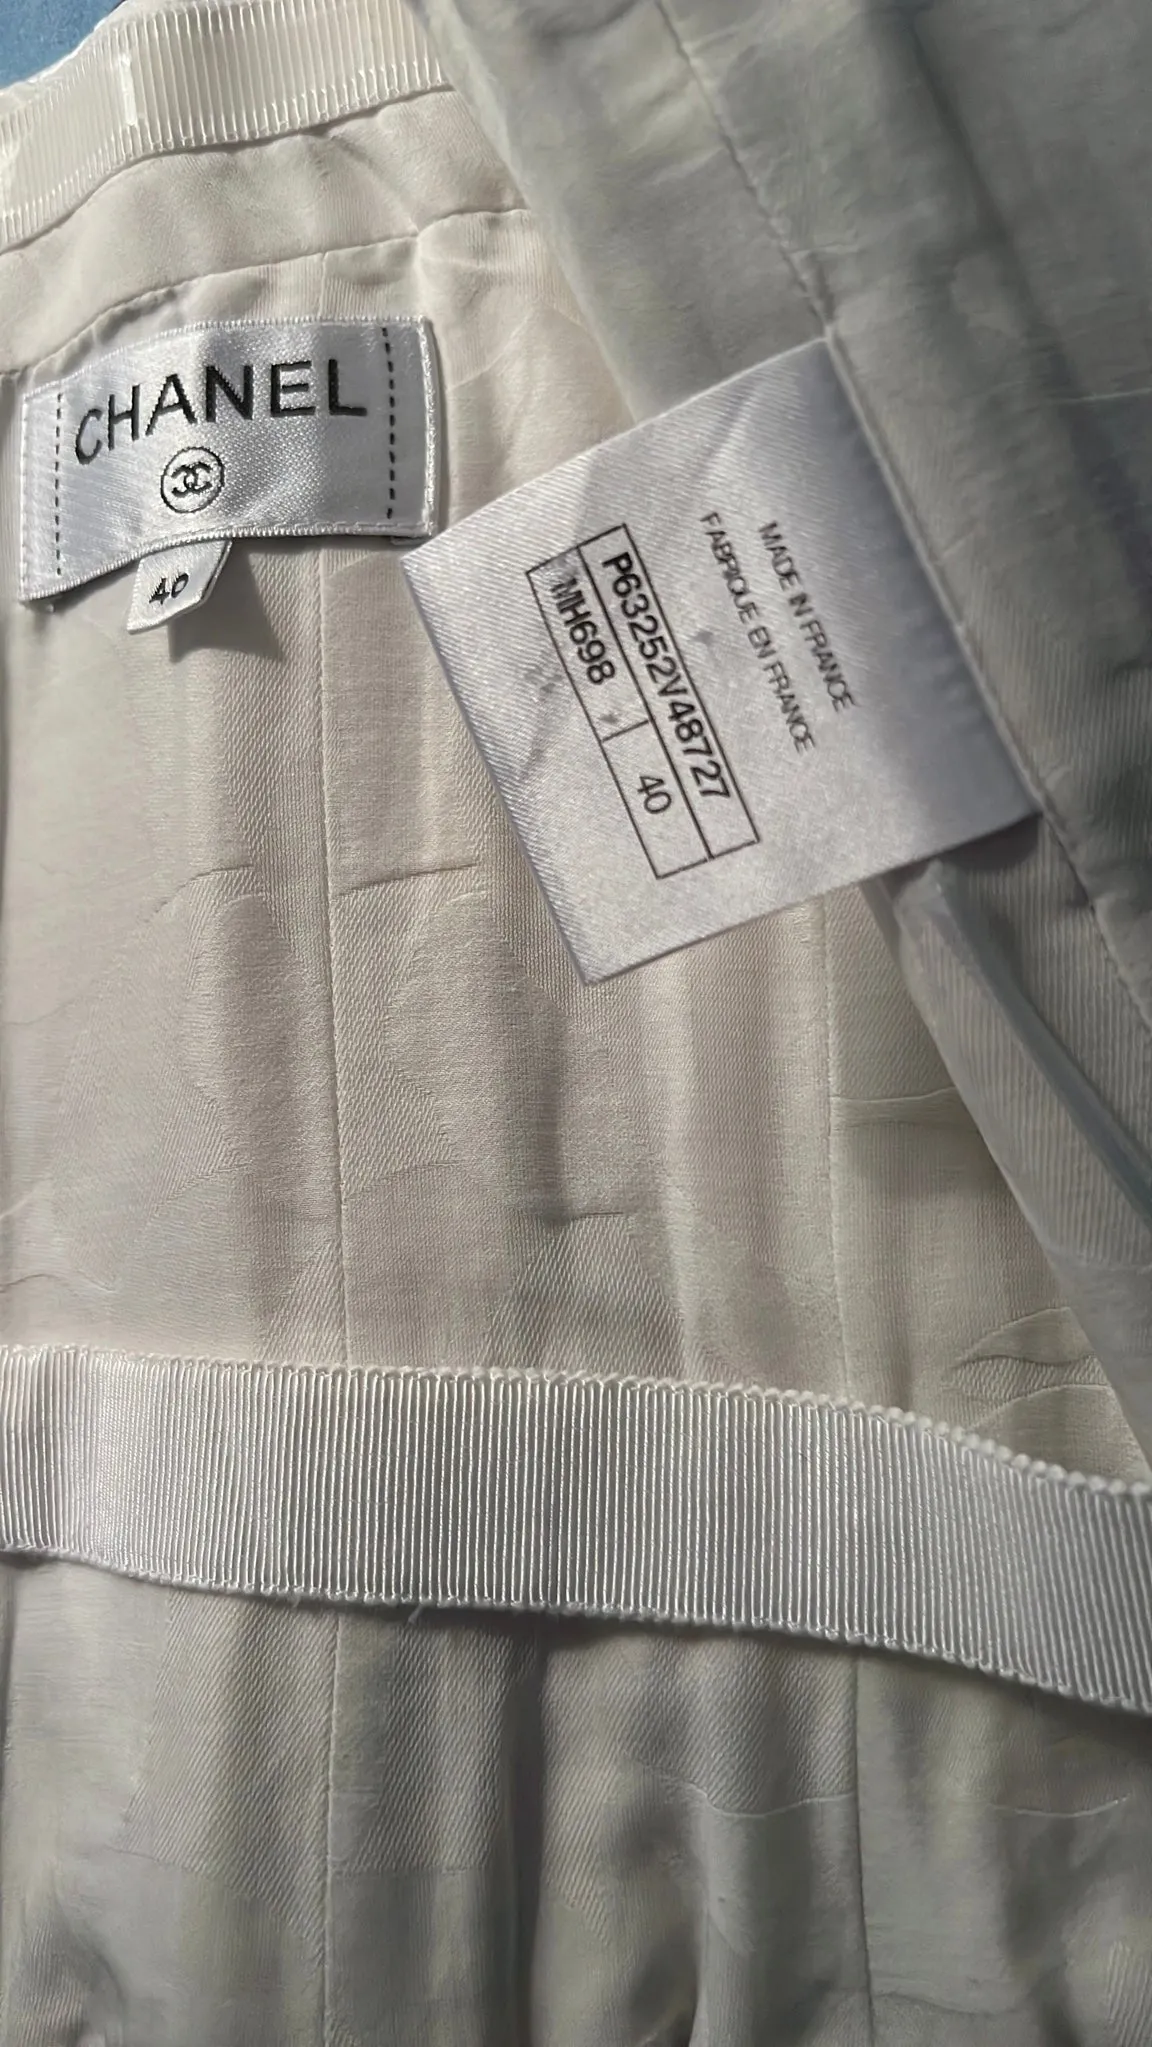 CHANEL
40
MADE IN FRANCE
FABRIQUE EN FRANCE
P63252V48727
MH698 40